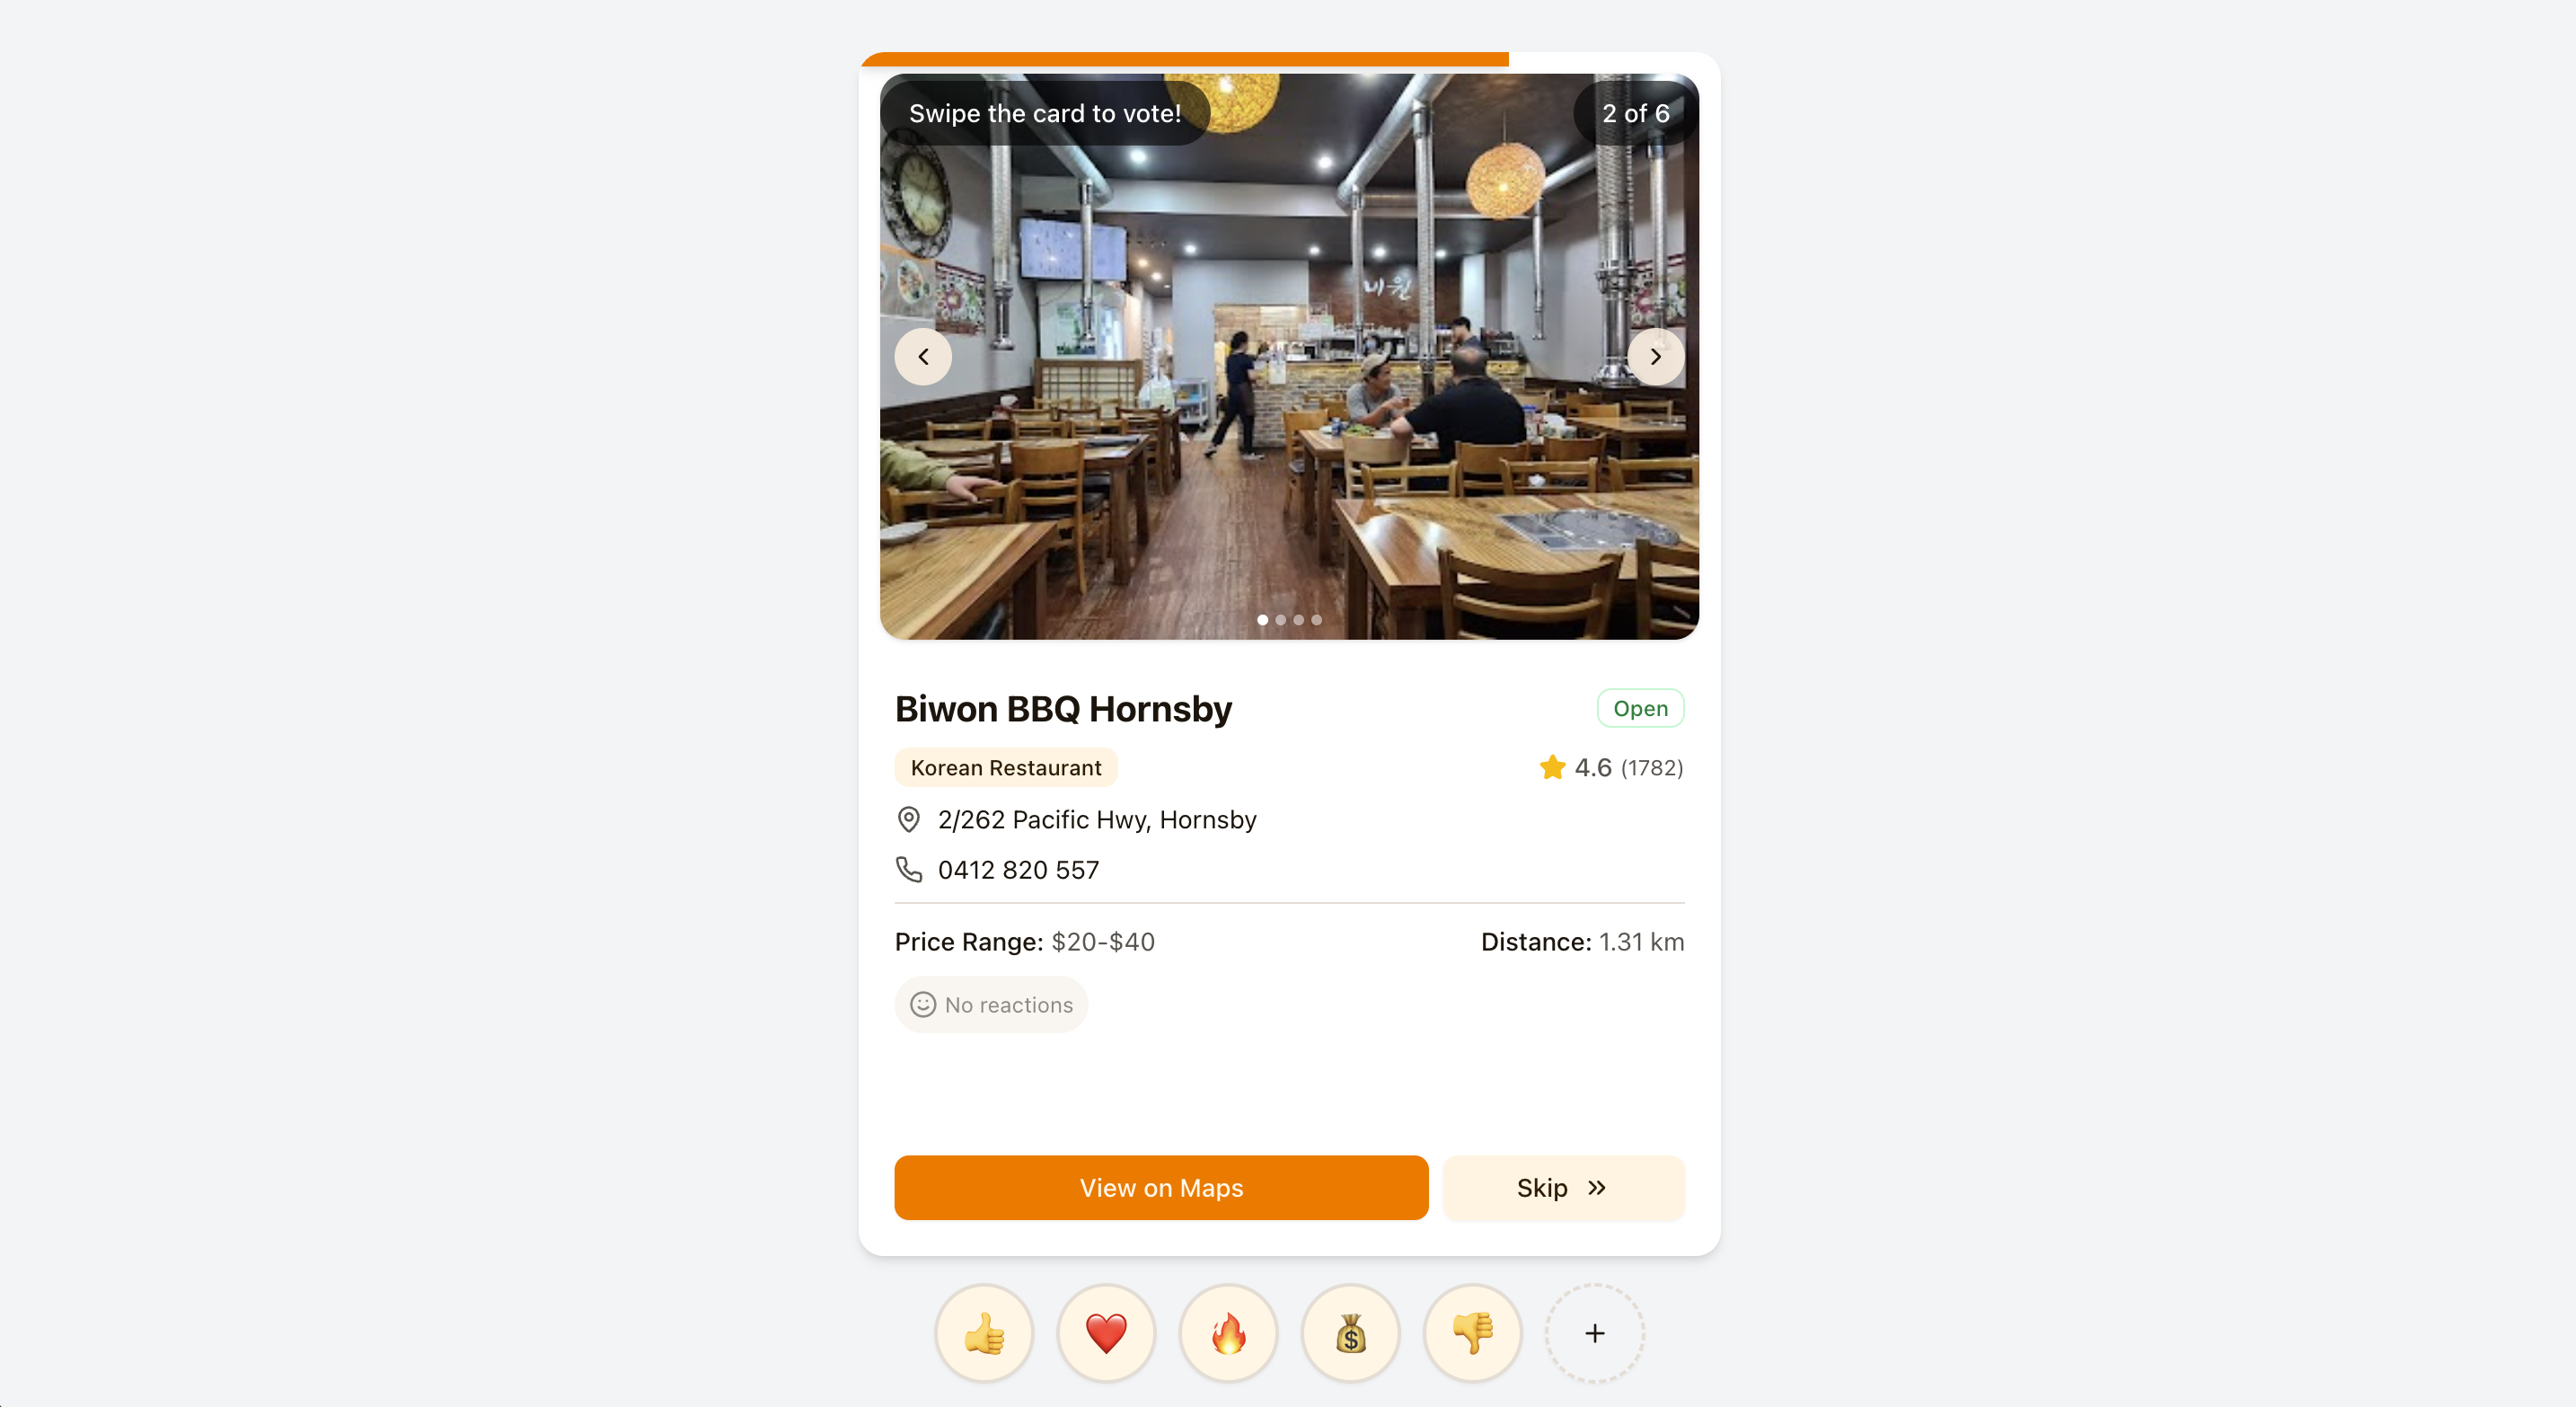 Swipe the card to vote!
2 of 6
비원
Biwon BBQ Hornsby
Open
Korean Restaurant
4.6 (1782)
2/262 Pacific Hwy, Hornsby
0412 820 557
Price Range: $20-$40
Distance: 1.31 km
No reactions
View on Maps
Skip